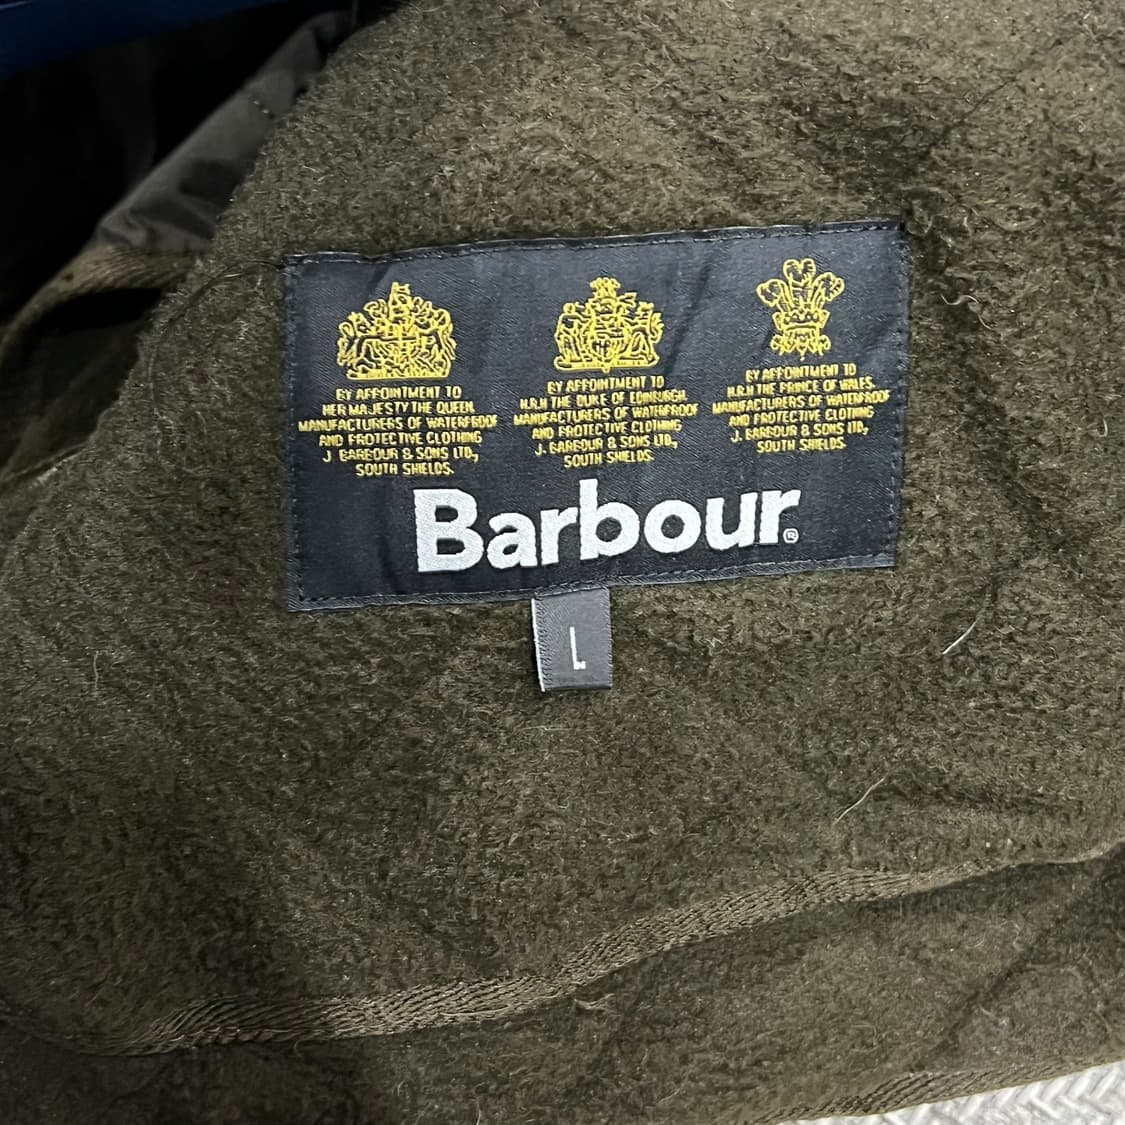 BY APPOINTMENT TO
HER MAJESTY THE QUEEN.
MANUFACTURERS OF WATERPROOF
AND PROTECTIVE CLOTHING
J. BARBOUR & SONS LTD.,
SOUTH SHIELDS.
BY APPOINTMENT TO
H.R.H THE DUKE OF EDINBURGH.
MANUFACTURERS OF WATERPROOF
AND PROTECTIVE CLOTHING
J. BARBOUR & SONS LTD.,
SOUTH SHIELDS.
BY APPOINTMENT TO
H.R.H THE PRINCE OF WALES.
MANUFACTURERS OF WATERPROOF
AND PROTECTIVE CLOTHING
J. BARBOUR & SONS LTD.,
SOUTH SHIELDS.
Barbour®
L